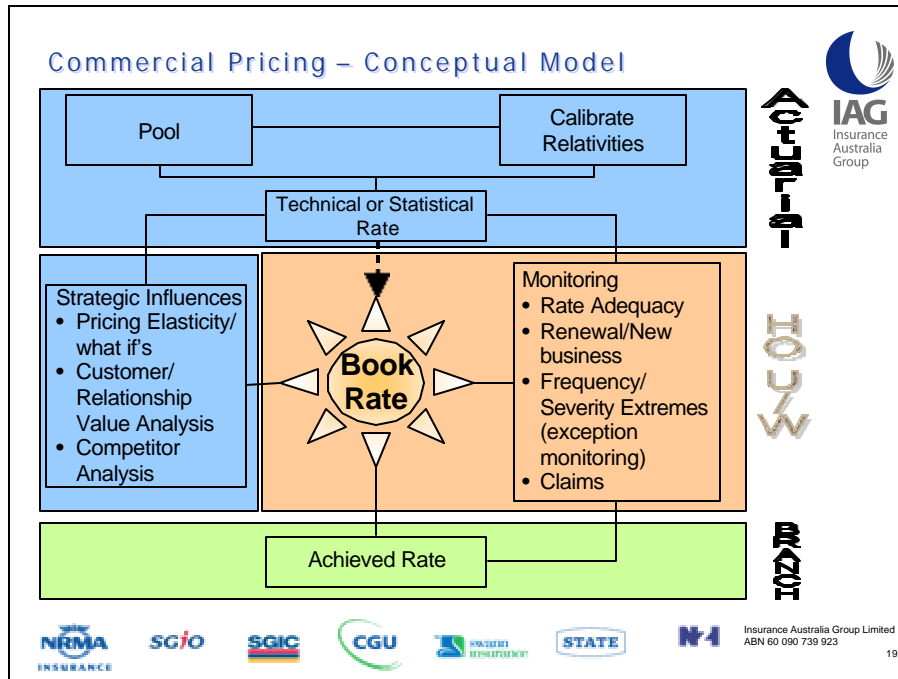 Commercial Pricing – Conceptual Model
IAG
Insurance
Australia
Group
Actuarial
Pool
Calibrate
Relativities
Technical or Statistical
Rate
Strategic Influences
• Pricing Elasticity/
what if's
• Customer/
Relationship
Value Analysis
• Competitor
Analysis
Book
Rate
Monitoring
• Rate Adequacy
• Renewal/New
business
• Frequency/
Severity Extremes
(exception
monitoring)
• Claims
HO U/W
Achieved Rate
BRANCH
NRMA
INSURANCE
SGIO
SGIC
CGU
swann
insurance
STATE
NZI
Insurance Australia Group Limited
ABN 60 090 739 923
19